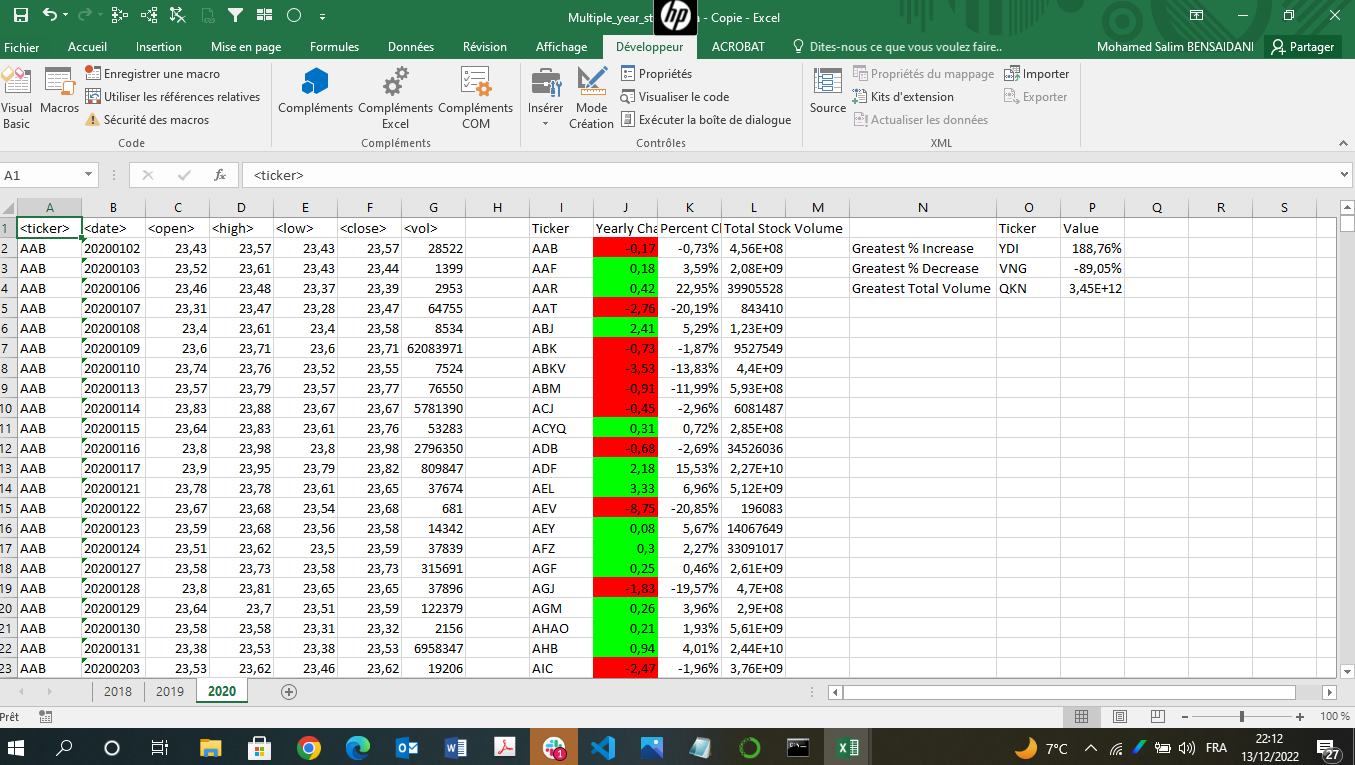 Multiple_year_st - Copie - Excel
Fichier Accueil Insertion Mise en page Formules Données Révision Affichage Développeur ACROBAT Dites-nous ce que vous voulez faire.. Mohamed Salim BENSAIDANI Partager
Visual Basic
Macros
Enregistrer une macro
Utiliser les références relatives
Sécurité des macros
Code
Compléments
Compléments Excel
Compléments COM
Compléments
Insérer
Mode Création
Propriétés
Visualiser le code
Exécuter la boîte de dialogue
Contrôles
Source
Propriétés du mappage
Kits d'extension
Actualiser les données
Importer
Exporter
XML
A1 fx <ticker>
A B C D E F G H I J K L M N O P Q R S
1 <ticker> <date> <open> <high> <low> <close> <vol> Ticker Yearly Cha Percent Cl Total Stock Volume Ticker Value
2 AAB 20200102 23,43 23,57 23,43 23,57 28522 AAB -0,17 -0,73% 4,56E+08 Greatest % Increase YDI 188,76%
3 AAB 20200103 23,52 23,61 23,43 23,44 1399 AAF 0,18 3,59% 2,08E+09 Greatest % Decrease VNG -89,05%
4 AAB 20200106 23,46 23,48 23,37 23,39 2953 AAR 0,42 22,95% 39905528 Greatest Total Volume QKN 3,45E+12
5 AAB 20200107 23,31 23,47 23,28 23,47 64755 AAT -2,76 -20,19% 843410
6 AAB 20200108 23,4 23,61 23,4 23,58 8534 ABJ 2,41 5,29% 1,23E+09
7 AAB 20200109 23,6 23,71 23,6 23,71 62083971 ABK -0,73 -1,87% 9527549
8 AAB 20200110 23,74 23,76 23,52 23,55 7524 ABKV -3,53 -13,83% 4,4E+09
9 AAB 20200113 23,57 23,79 23,57 23,77 76550 ABM -0,91 -11,99% 5,93E+08
10 AAB 20200114 23,83 23,88 23,67 23,67 5781390 ACJ -0,45 -2,96% 6081487
11 AAB 20200115 23,64 23,83 23,61 23,76 53283 ACYQ 0,31 0,72% 2,85E+08
12 AAB 20200116 23,8 23,98 23,8 23,98 2796350 ADB -0,68 -2,69% 34526036
13 AAB 20200117 23,9 23,95 23,79 23,82 809847 ADF 2,18 15,53% 2,27E+10
14 AAB 20200121 23,78 23,78 23,61 23,65 37674 AEL 3,33 6,96% 5,12E+09
15 AAB 20200122 23,67 23,68 23,54 23,68 681 AEV -8,75 -20,85% 196083
16 AAB 20200123 23,59 23,68 23,56 23,58 14342 AEY 0,08 5,67% 14067649
17 AAB 20200124 23,51 23,62 23,5 23,59 37839 AFZ 0,3 2,27% 33091017
18 AAB 20200127 23,58 23,73 23,58 23,73 315691 AGF 0,25 0,46% 2,61E+09
19 AAB 20200128 23,8 23,81 23,65 23,65 37896 AGJ -1,83 -19,57% 4,7E+08
20 AAB 20200129 23,64 23,7 23,51 23,59 122379 AGM 0,26 3,96% 2,9E+08
21 AAB 20200130 23,58 23,58 23,31 23,32 2156 AHAO 0,21 1,93% 5,61E+09
22 AAB 20200131 23,38 23,53 23,38 23,53 6958347 AHB 0,94 4,01% 2,44E+10
23 AAB 20200203 23,53 23,62 23,46 23,62 19206 AIC -2,47 -1,96% 3,76E+09
2018 2019 2020
Prêt 100 %
7°C FRA 22:12
13/12/2022 27